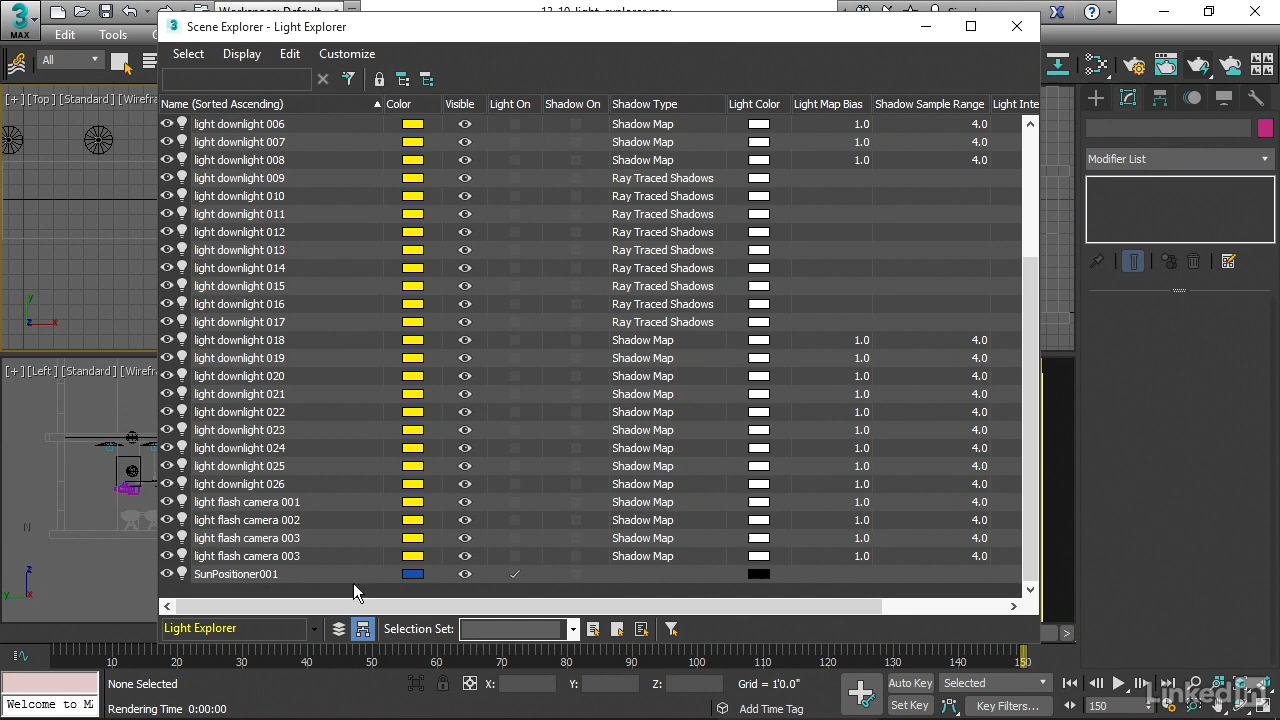 13_10_light_explorer.max
Workspaces: Default
MAX
Edit
Tools
Scene Explorer - Light Explorer
Select Display Edit Customize
All
[+] [Top] [Standard] [Wirefr
Name (Sorted Ascending) Color Visible Light On Shadow On Shadow Type Light Color Light Map Bias Shadow Sample Range Light Inte
light downlight 006 Shadow Map 1.0 4.0
light downlight 007 Shadow Map 1.0 4.0
light downlight 008 Shadow Map 1.0 4.0
light downlight 009 Ray Traced Shadows
light downlight 010 Ray Traced Shadows
light downlight 011 Ray Traced Shadows
light downlight 012 Ray Traced Shadows
light downlight 013 Ray Traced Shadows
light downlight 014 Ray Traced Shadows
light downlight 015 Ray Traced Shadows
light downlight 016 Ray Traced Shadows
light downlight 017 Ray Traced Shadows
light downlight 018 Shadow Map 1.0 4.0
light downlight 019 Shadow Map 1.0 4.0
light downlight 020 Shadow Map 1.0 4.0
light downlight 021 Shadow Map 1.0 4.0
light downlight 022 Shadow Map 1.0 4.0
light downlight 023 Shadow Map 1.0 4.0
light downlight 024 Shadow Map 1.0 4.0
light downlight 025 Shadow Map 1.0 4.0
light downlight 026 Shadow Map 1.0 4.0
light flash camera 001 Shadow Map 1.0 4.0
light flash camera 002 Shadow Map 1.0 4.0
light flash camera 003 Shadow Map 1.0 4.0
light flash camera 003 Shadow Map 1.0 4.0
SunPositioner001
Light Explorer
Selection Set:
Modifier List
y
x
z
[+] [Left] [Standard] [Wirefr
z
y
x
10 20 30 40 50 60 70 80 90 100 110 120 130 140 150
None Selected
X: Y: Z: Grid = 1'0.0"
Auto Key
Selected
Welcome to MA
Rendering Time 0:00:00
Add Time Tag
Set Key
Key Filters...
150
LinkedIn